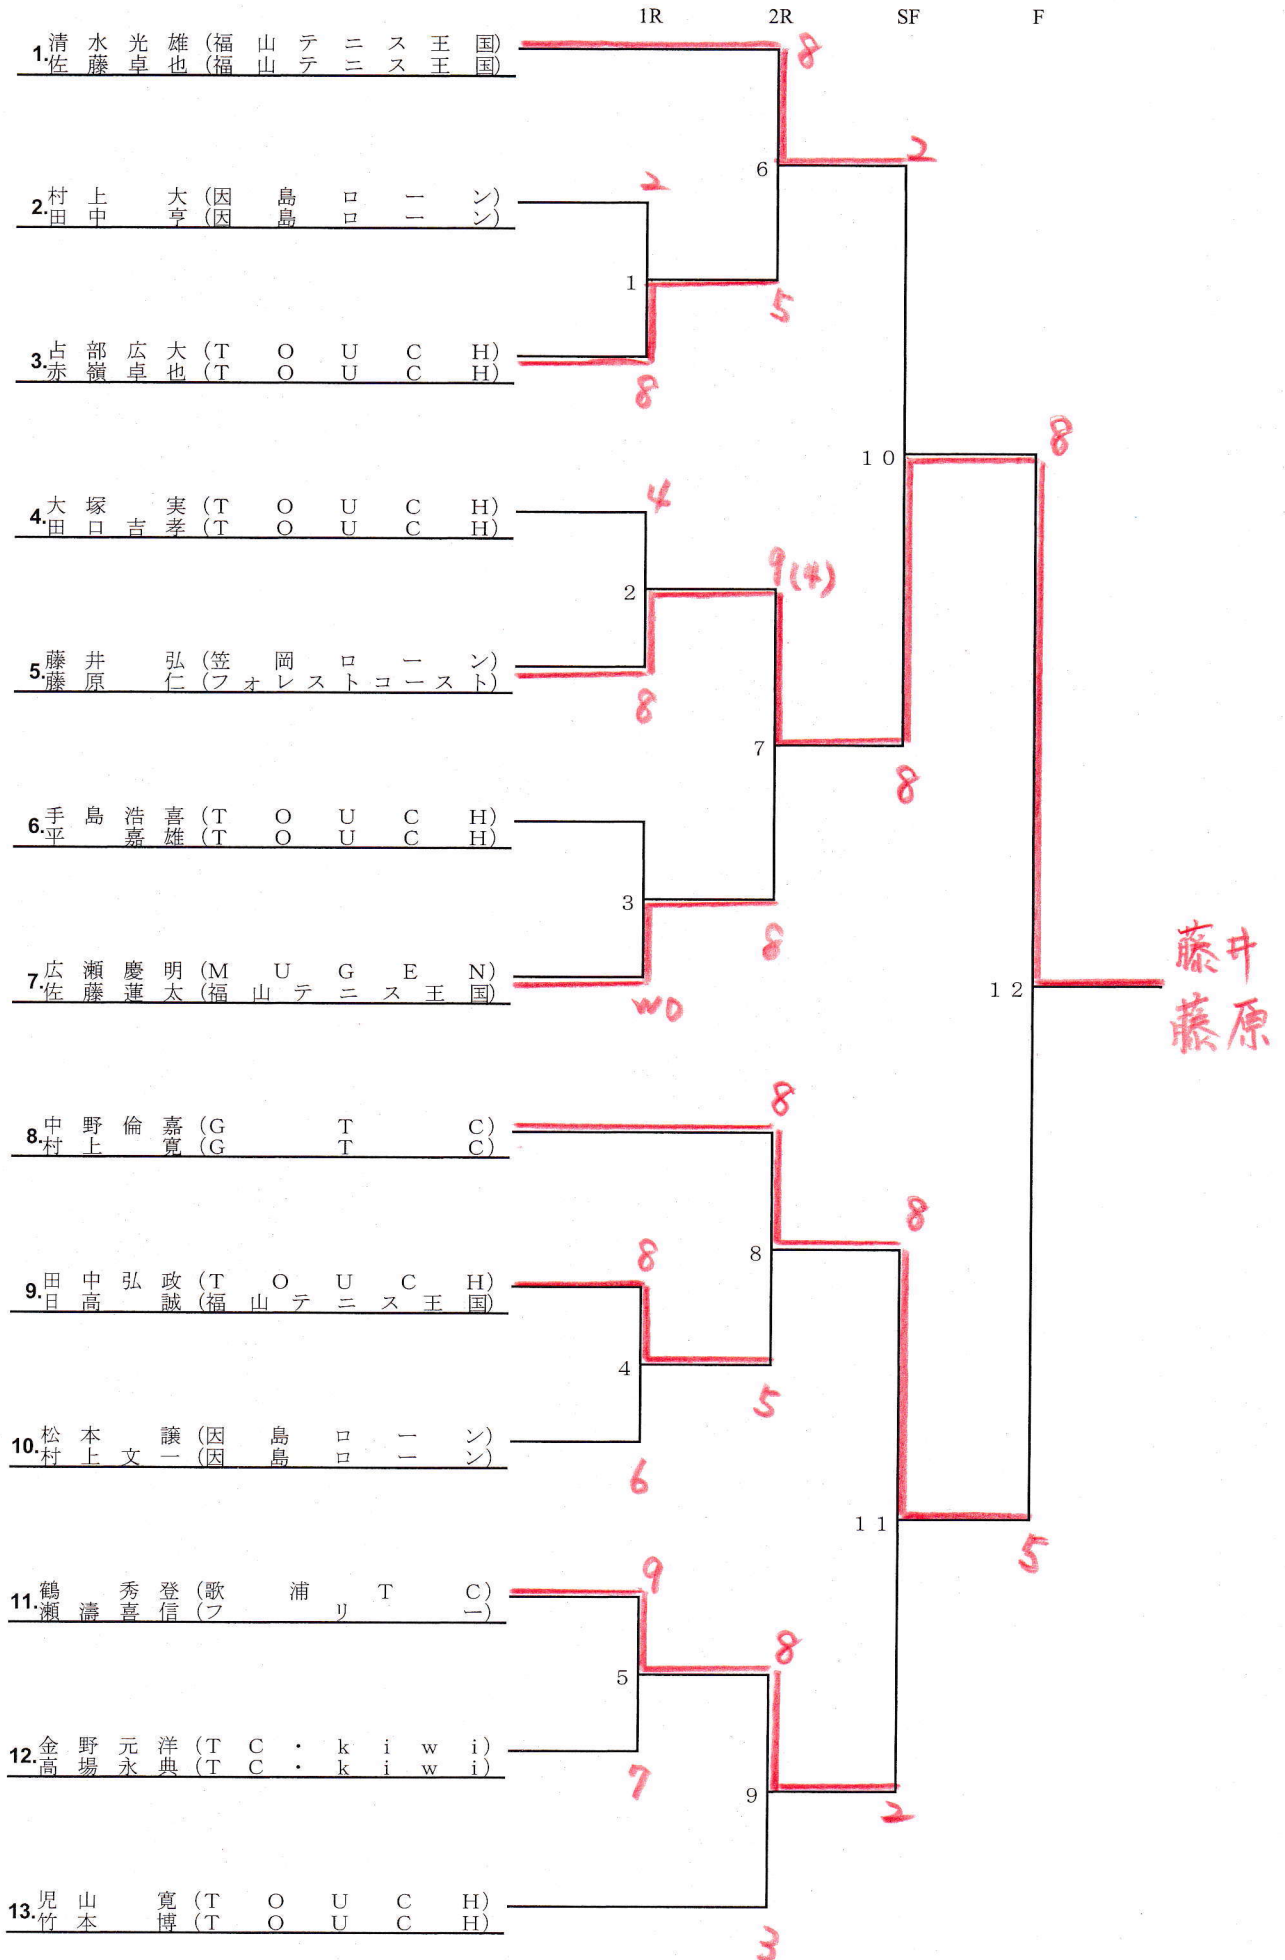 1R 2R SF F
1. 清水光雄(福山テニス王国)
佐藤卓也(福山テニス王国)
8
6
2
2
2. 村上 大(因島ローン)
田中 亨(因島ローン)
1
5
3. 占部広大(TOUCH)
赤嶺卓也(TOUCH)
8
8
10
4. 大塚 実(TOUCH)
田口吉孝(TOUCH)
4
9(4)
2
5. 藤井 弘(笠岡ローン)
藤原 仁(フォレストコースト)
8
7
8
6. 手島浩喜(TOUCH)
平 嘉雄(TOUCH)
3
8
7. 広瀬慶明(MUGEN)
佐藤蓮太(福山テニス王国)
WO
12
藤井
藤原
8. 中野倫嘉(GTC)
村上 寛(GTC)
8
8
8
9. 田中弘政(TOUCH)
日高 誠(福山テニス王国)
8
4
5
10. 松本 譲(因島ローン)
村上文一(因島ローン)
6
11
5
11. 鶴 秀登(歌浦TC)
瀬濤喜信(フリー)
9
8
5
12. 金野元洋(TC・kiwi)
高場永典(TC・kiwi)
7
9
2
13. 児山 寛(TOUCH)
竹本 博(TOUCH)
3